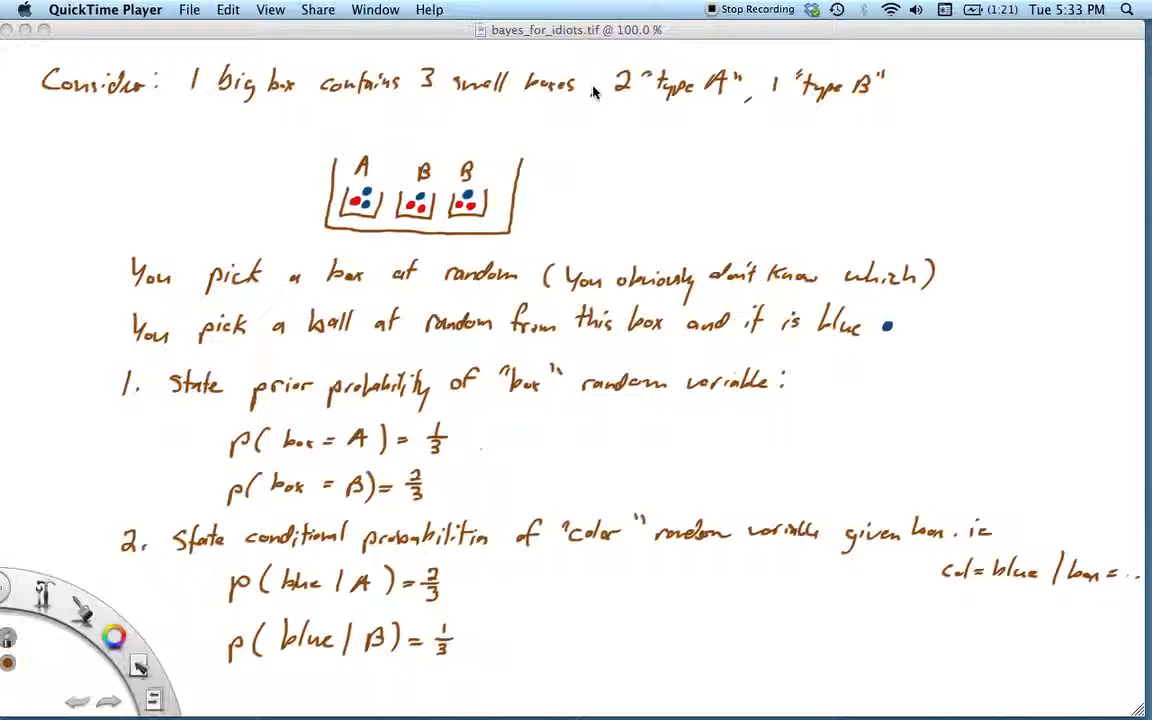 QuickTime Player File Edit View Share Window Help Stop Recording (1:21) Tue 5:33 PM
bayes_for_idiots.tif @ 100.0 %
Consider: 1 big box contains 3 small boxes, 2 "type A", 1 "type B"
A B B
You pick a box at random (You obviously don't know which)
You pick a ball at random from this box and it is blue
1. State prior probability of "box" random variable:
p( box = A ) = 1/3
p( box = B) = 2/3
2. State conditional probabilities of "color" random variable given box. ie
col = blue / box = ...
p( blue / A ) = 2/3
p( blue / B) = 1/3